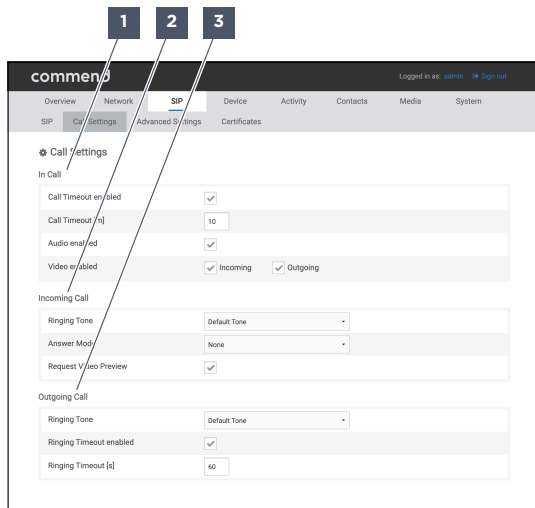 1 2 3
commend
Logged in as: admin Sign out
Overview Network SIP Device Activity Contacts Media System
SIP Call Settings Advanced Settings Certificates
Call Settings
In Call
Call Timeout enabled
Call Timeout [m] 10
Audio enabled
Video enabled Incoming Outgoing
Incoming Call
Ringing Tone Default Tone
Answer Mode None
Request Video Preview
Outgoing Call
Ringing Tone Default Tone
Ringing Timeout enabled
Ringing Timeout [s] 60